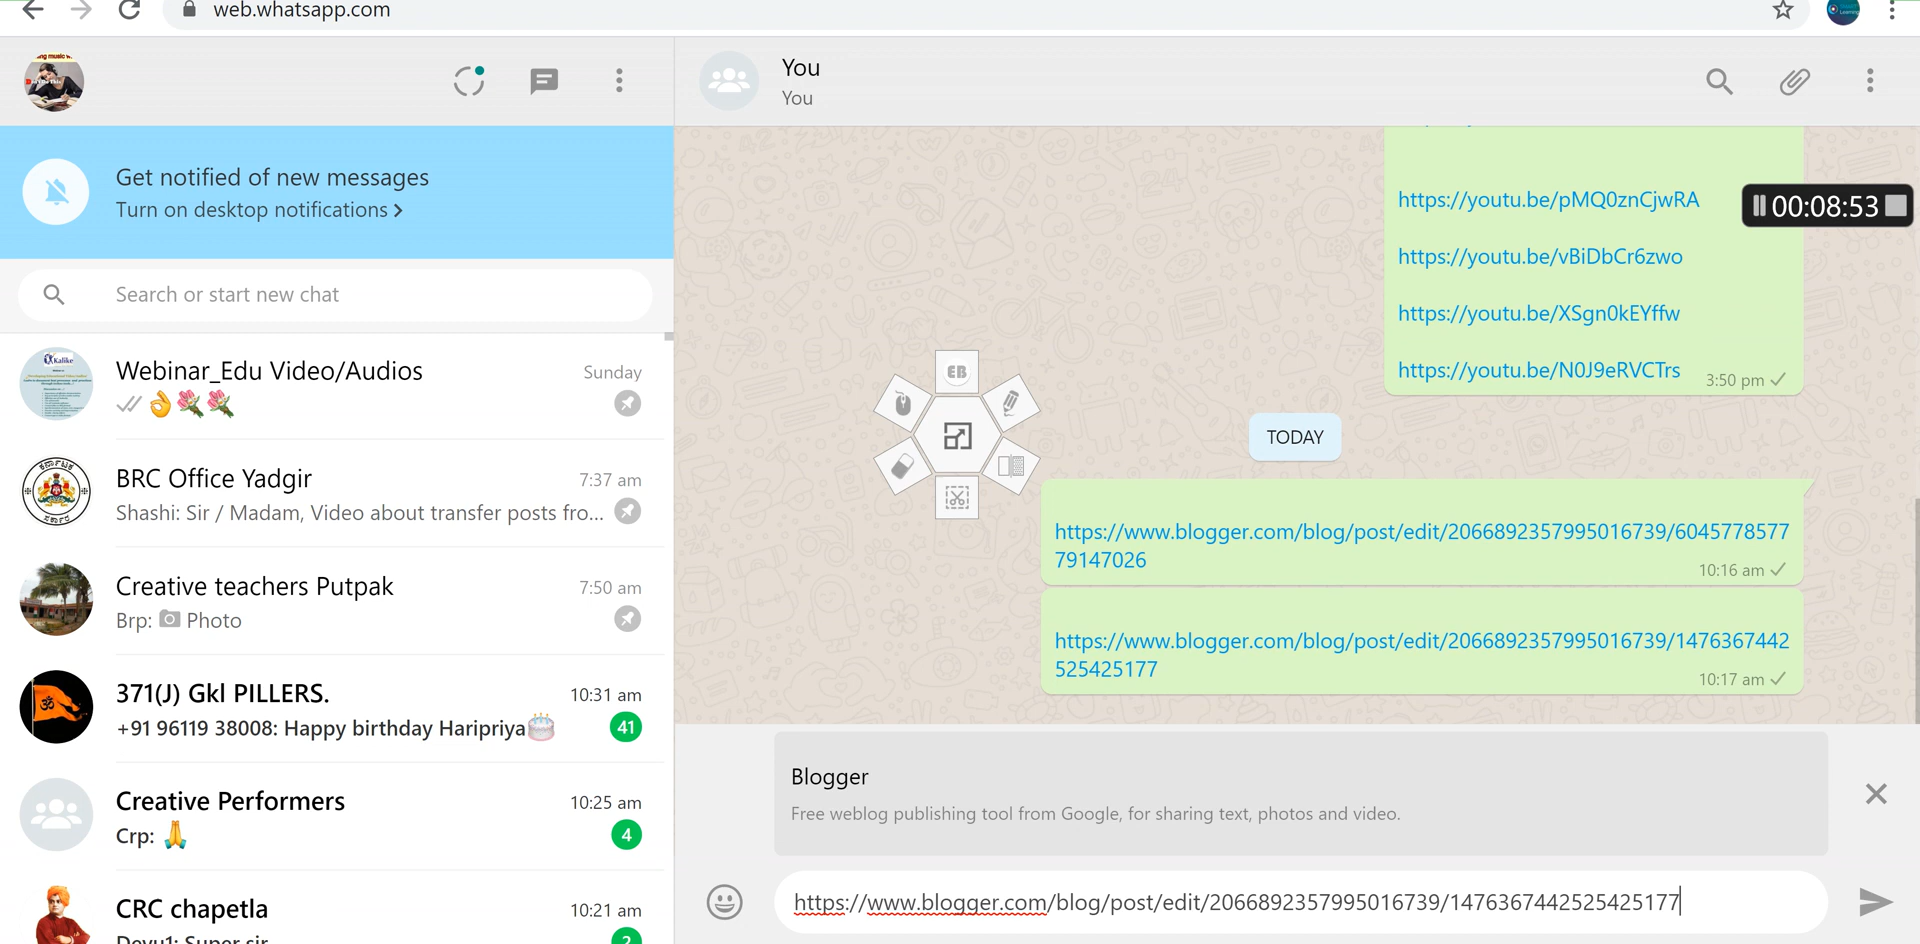 web.whatsapp.com
You
You
Get notified of new messages
Turn on desktop notifications
Search or start new chat
Webinar_Edu Video/Audios
Sunday
BRC Office Yadgir
7:37 am
Shashi: Sir / Madam, Video about transfer posts fro...
Creative teachers Putpak
7:50 am
Brp: Photo
371(J) Gkl PILLERS.
10:31 am
+91 96119 38008: Happy birthday Haripriya
41
Creative Performers
10:25 am
Crp:
4
CRC chapetla
10:21 am
Devu1: Super sir
2
https://youtu.be/pMQ0znCjwRA
00:08:53
https://youtu.be/vBiDbCr6zwo
https://youtu.be/XSgn0kEYffw
https://youtu.be/N0J9eRVCTrs
3:50 pm
EB
TODAY
https://www.blogger.com/blog/post/edit/2066892357995016739/6045778577
79147026
10:16 am
https://www.blogger.com/blog/post/edit/2066892357995016739/1476367442
525425177
10:17 am
Blogger
Free weblog publishing tool from Google, for sharing text, photos and video.
https://www.blogger.com/blog/post/edit/2066892357995016739/1476367442525425177